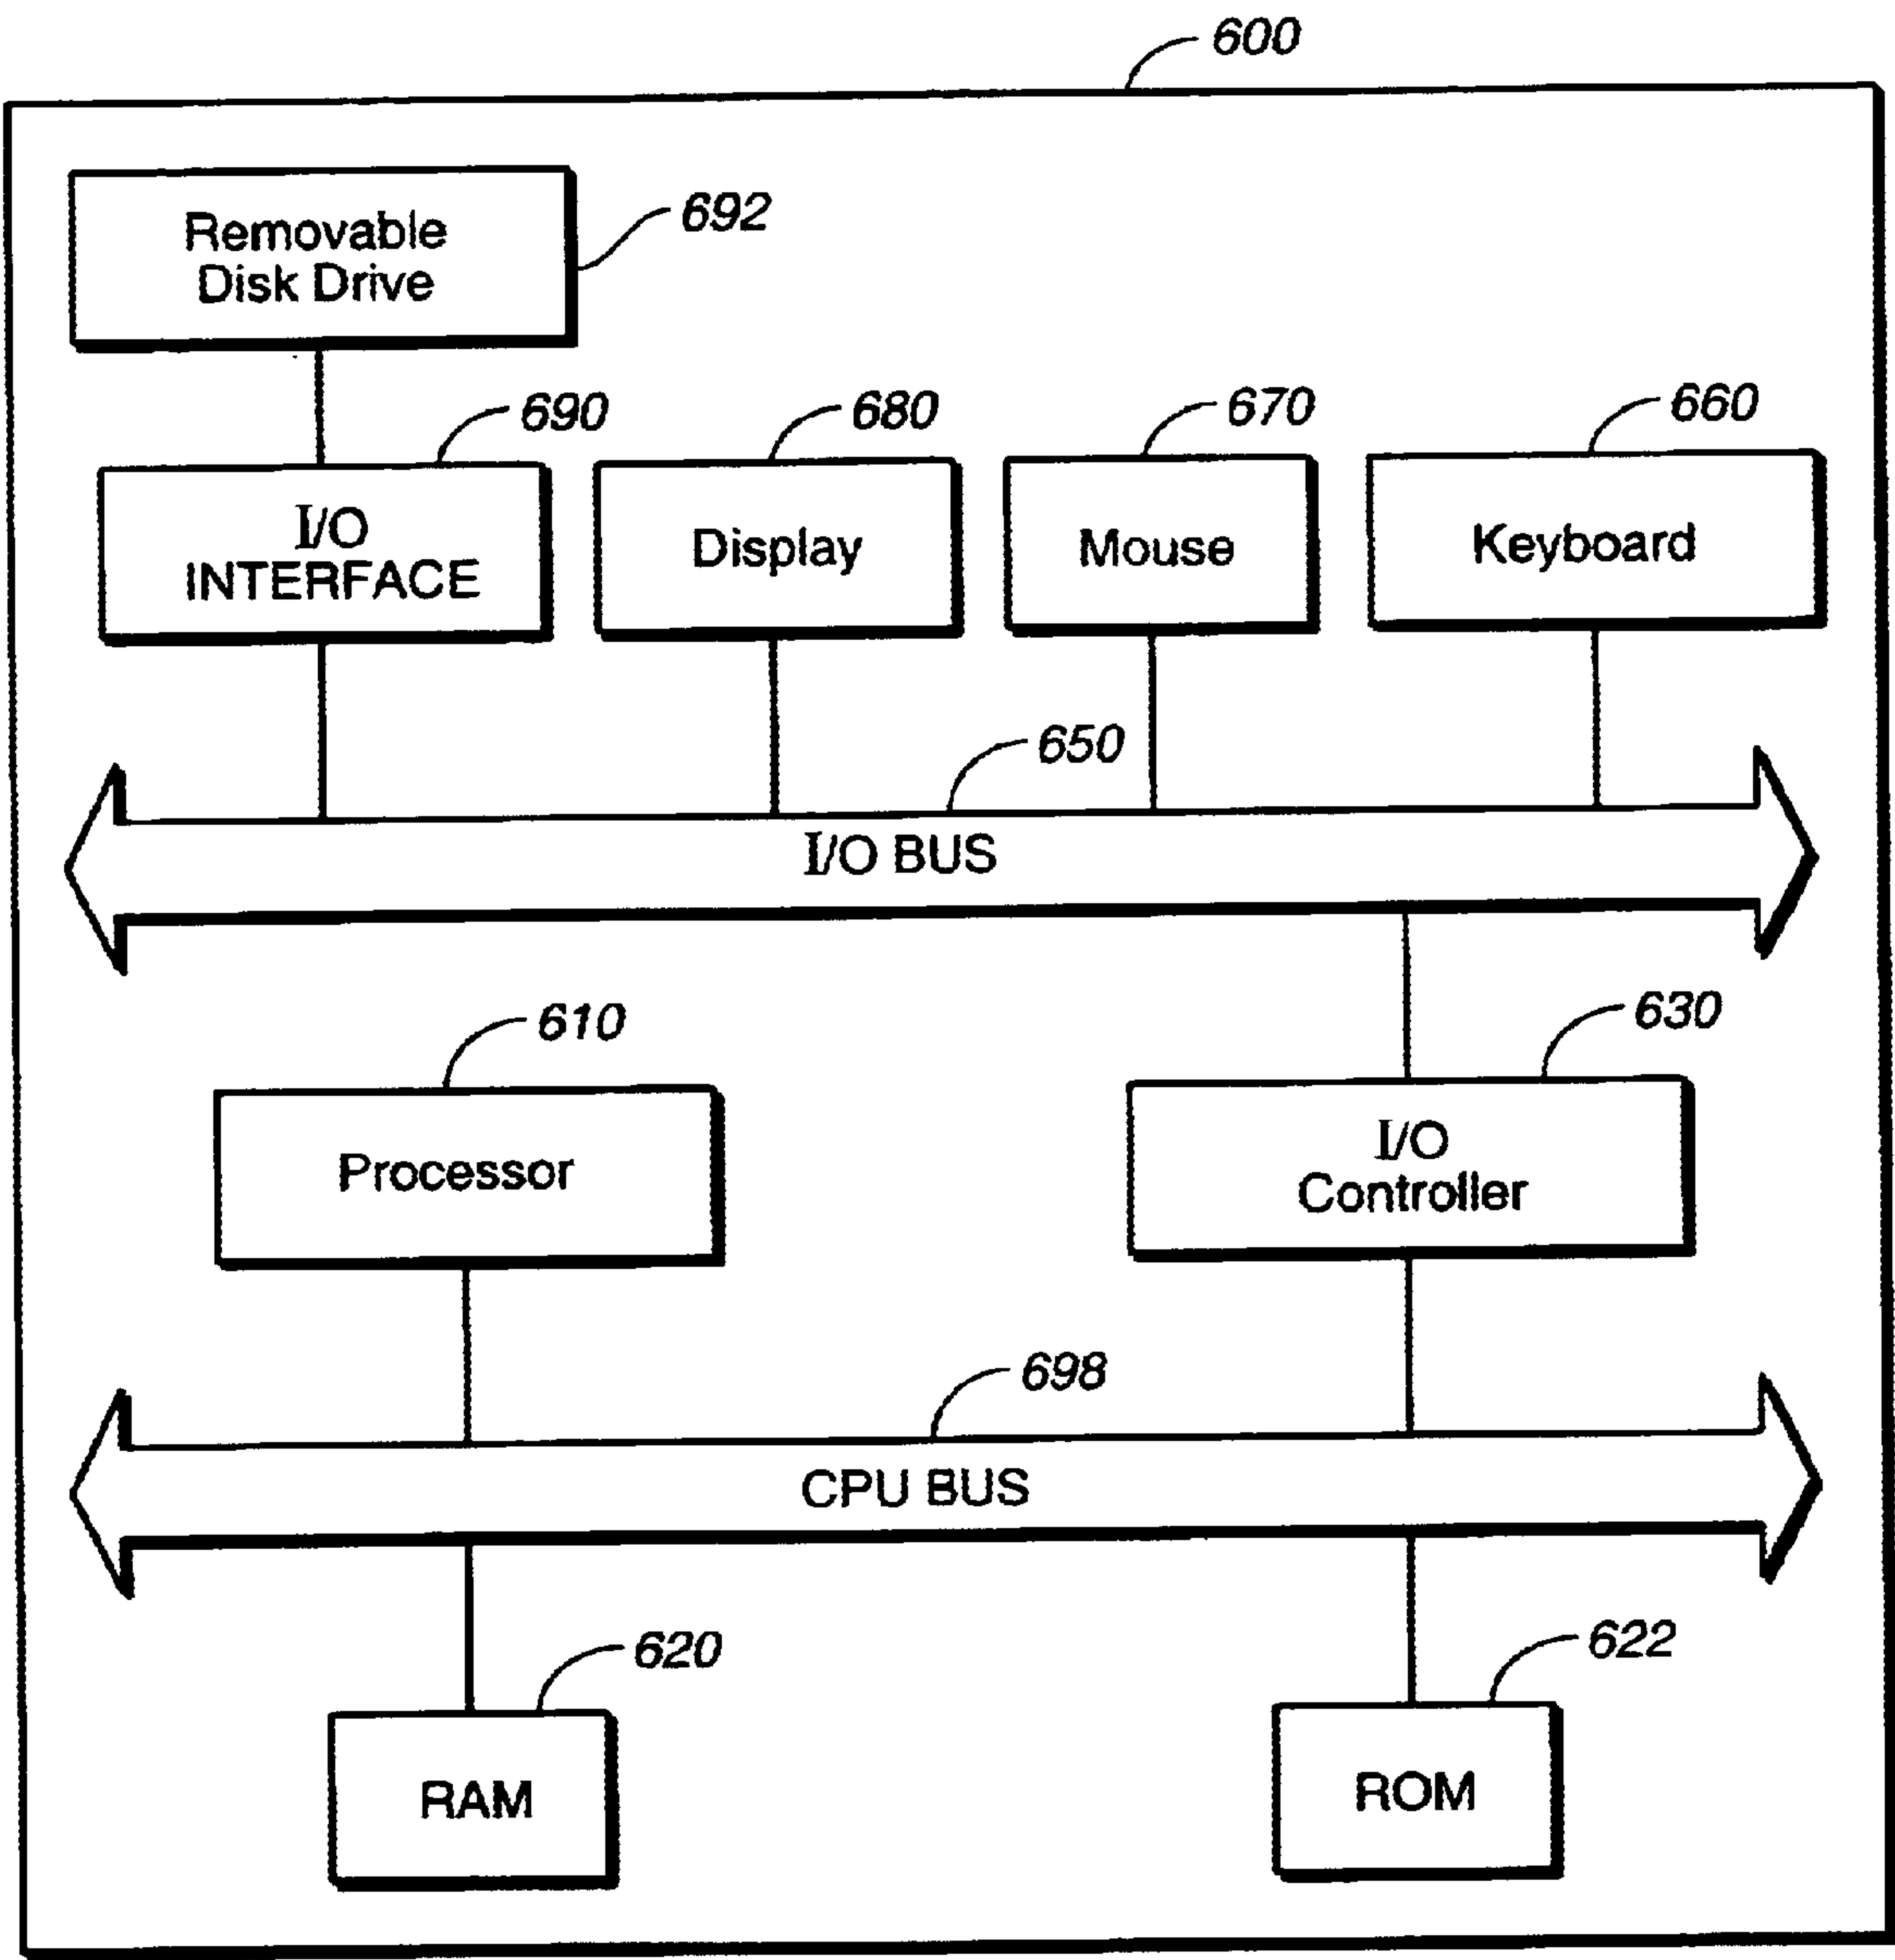 600
Removable
Disk Drive
692
690
680
670
660
I/O
INTERFACE
Display
Mouse
Keyboard
650
I/O BUS
610
630
Processor
I/O
Controller
698
CPU BUS
620
622
RAM
ROM